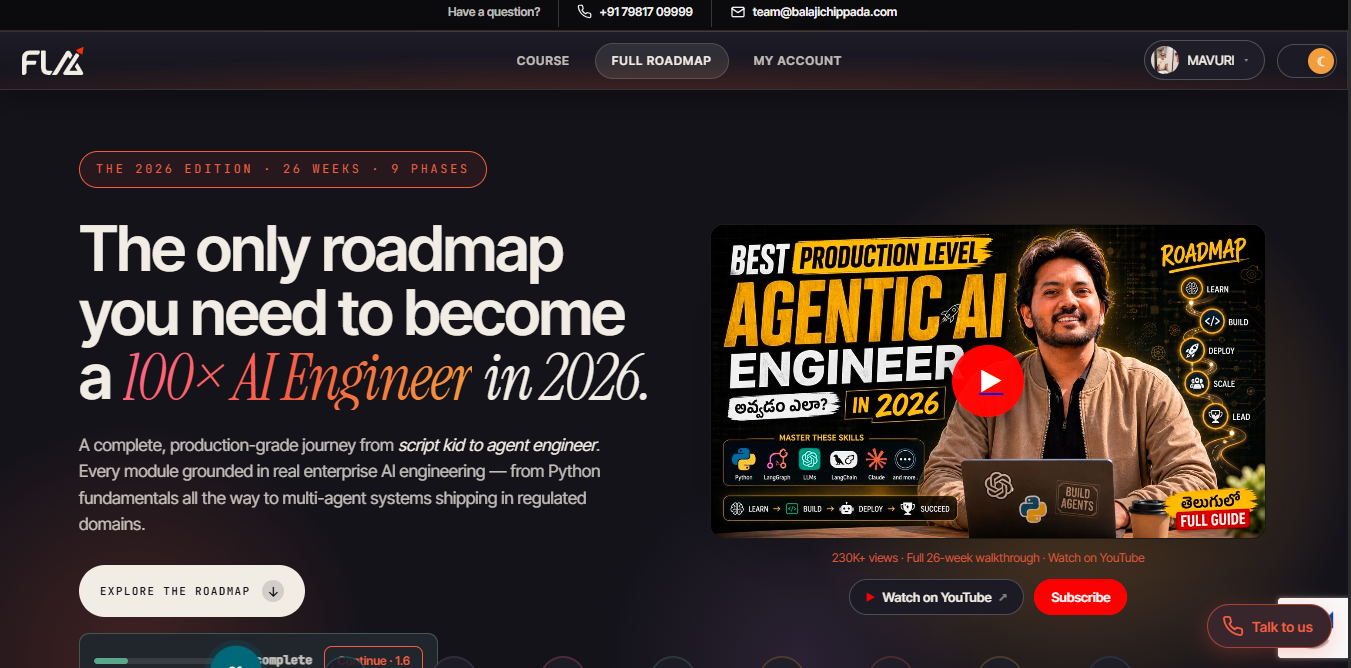 Have a question?
+91 79817 09999
team@balajichippada.com
FLA
COURSE
FULL ROADMAP
MY ACCOUNT
MAVURI
THE 2026 EDITION · 26 WEEKS · 9 PHASES
The only roadmap
you need to become
a 100× AI Engineer in 2026.
A complete, production-grade journey from script kid to agent engineer.
Every module grounded in real enterprise AI engineering — from Python
fundamentals all the way to multi-agent systems shipping in regulated
domains.
EXPLORE THE ROADMAP
complete
Continue · 1.6
BEST PRODUCTION LEVEL
AGENTIC AI
ENGINEER
అవ్వడం ఎలా? IN 2026
MASTER THESE SKILLS
Python LangGraph LLMs LangChain Claude and more
LEARN → BUILD → DEPLOY → SUCCEED
ROADMAP
LEARN
BUILD
DEPLOY
SCALE
LEAD
BUILD
AGENTS
తెలుగులో
FULL GUIDE
230K+ views · Full 26-week walkthrough · Watch on YouTube
Watch on YouTube ↗
Subscribe
Talk to us